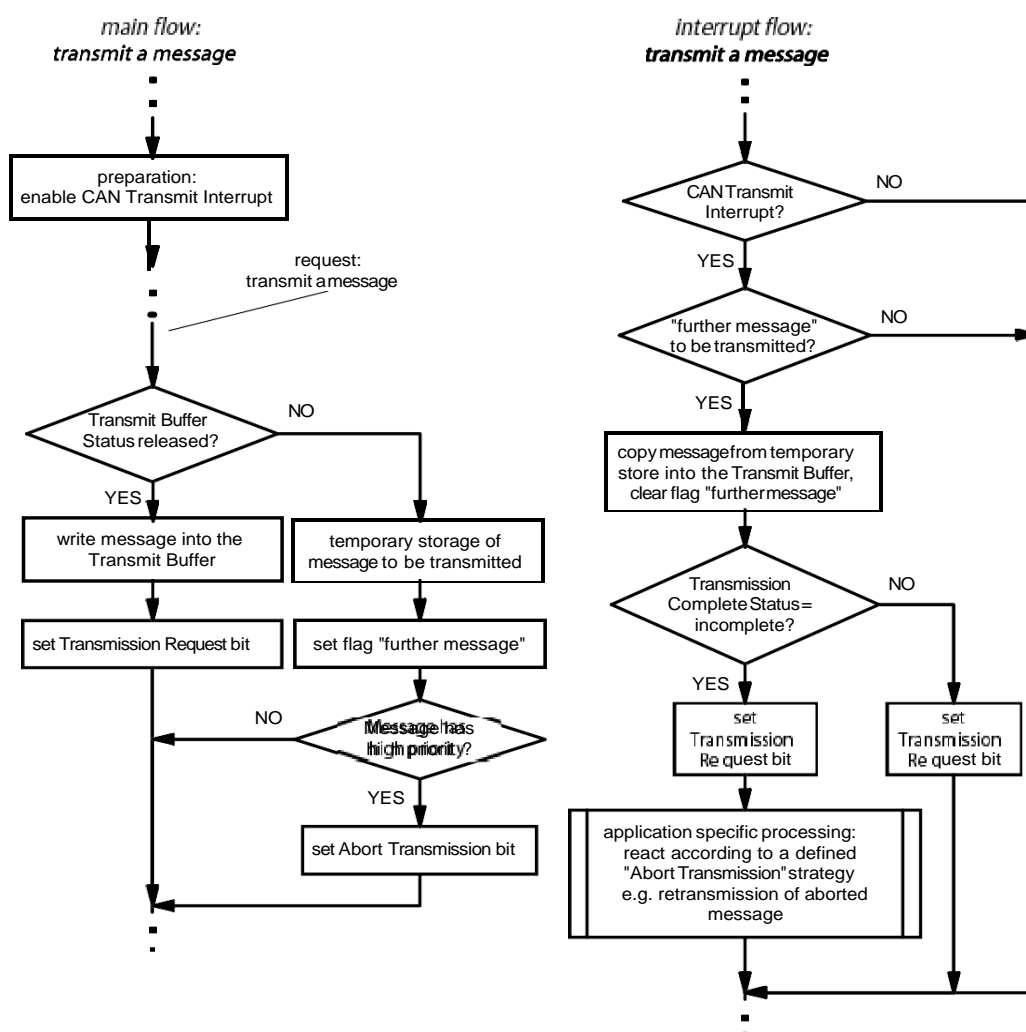 main flow:
transmit a message
preparation:
enable CAN Transmit Interrupt
request:
transmit a message
Transmit Buffer
Status released?
NO
YES
write message into the
Transmit Buffer
set Transmission Request bit
temporary storage of
message to be transmitted
set flag "further message"
Message has
high priority?
NO
YES
set Abort Transmission bit
interrupt flow:
transmit a message
CAN Transmit
Interrupt?
NO
YES
"further message"
to be transmitted?
NO
YES
copy message from temporary
store into the Transmit Buffer,
clear flag "further message"
Transmission
Complete Status =
incomplete?
NO
YES
set
Transmission
Request bit
set
Transmission
Request bit
application specific processing:
react according to a defined
"Abort Transmission" strategy
e.g. retransmission of aborted
message